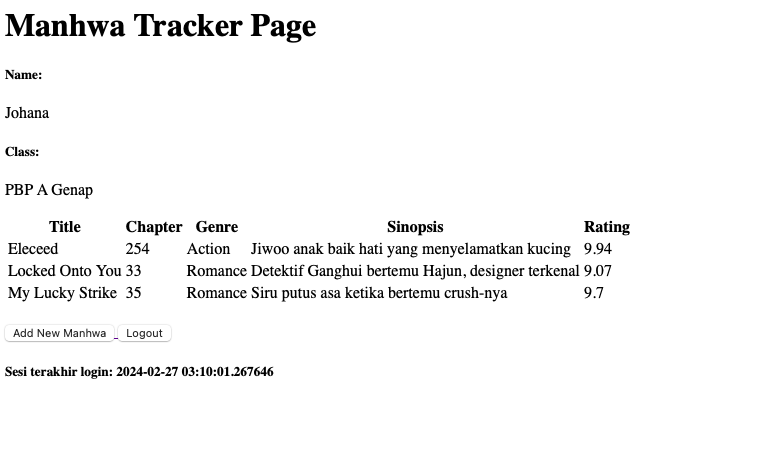 Manhwa Tracker Page
Name:
Johana
Class:
PBP A Genap
Title Chapter Genre Sinopsis Rating
Eleceed 254 Action Jiwoo anak baik hati yang menyelamatkan kucing 9.94
Locked Onto You 33 Romance Detektif Ganghui bertemu Hajun, designer terkenal 9.07
My Lucky Strike 35 Romance Siru putus asa ketika bertemu crush-nya 9.7
Add New Manhwa Logout
Sesi terakhir login: 2024-02-27 03:10:01.267646